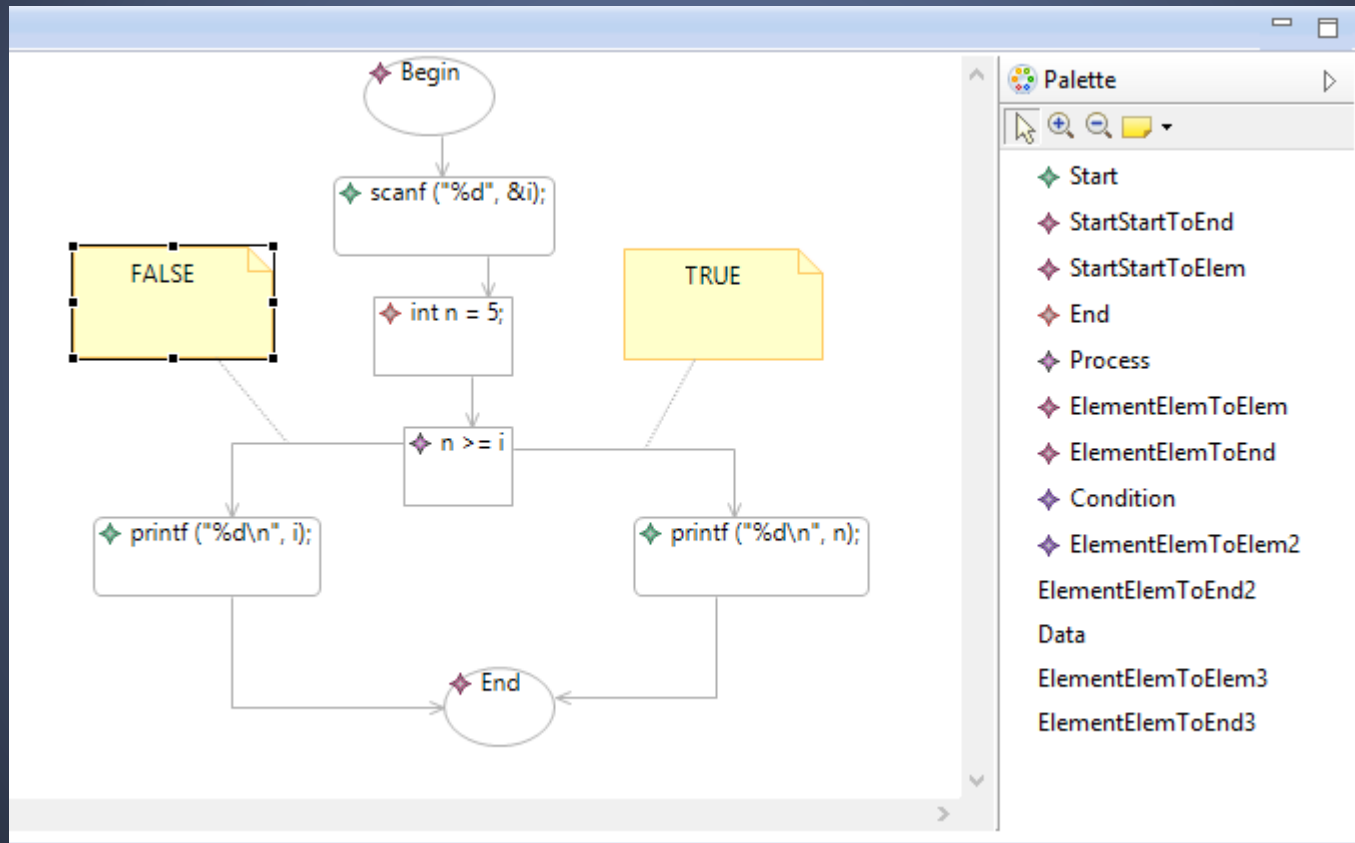 Begin
scanf ("%d", &i);
FALSE
TRUE
int n = 5;
n >= i
printf ("%d\n", i);
printf ("%d\n", n);
End
Palette
Start
StartStartToEnd
StartStartToElem
End
Process
ElementElemToElem
ElementElemToEnd
Condition
ElementElemToElem2
ElementElemToEnd2
Data
ElementElemToElem3
ElementElemToEnd3